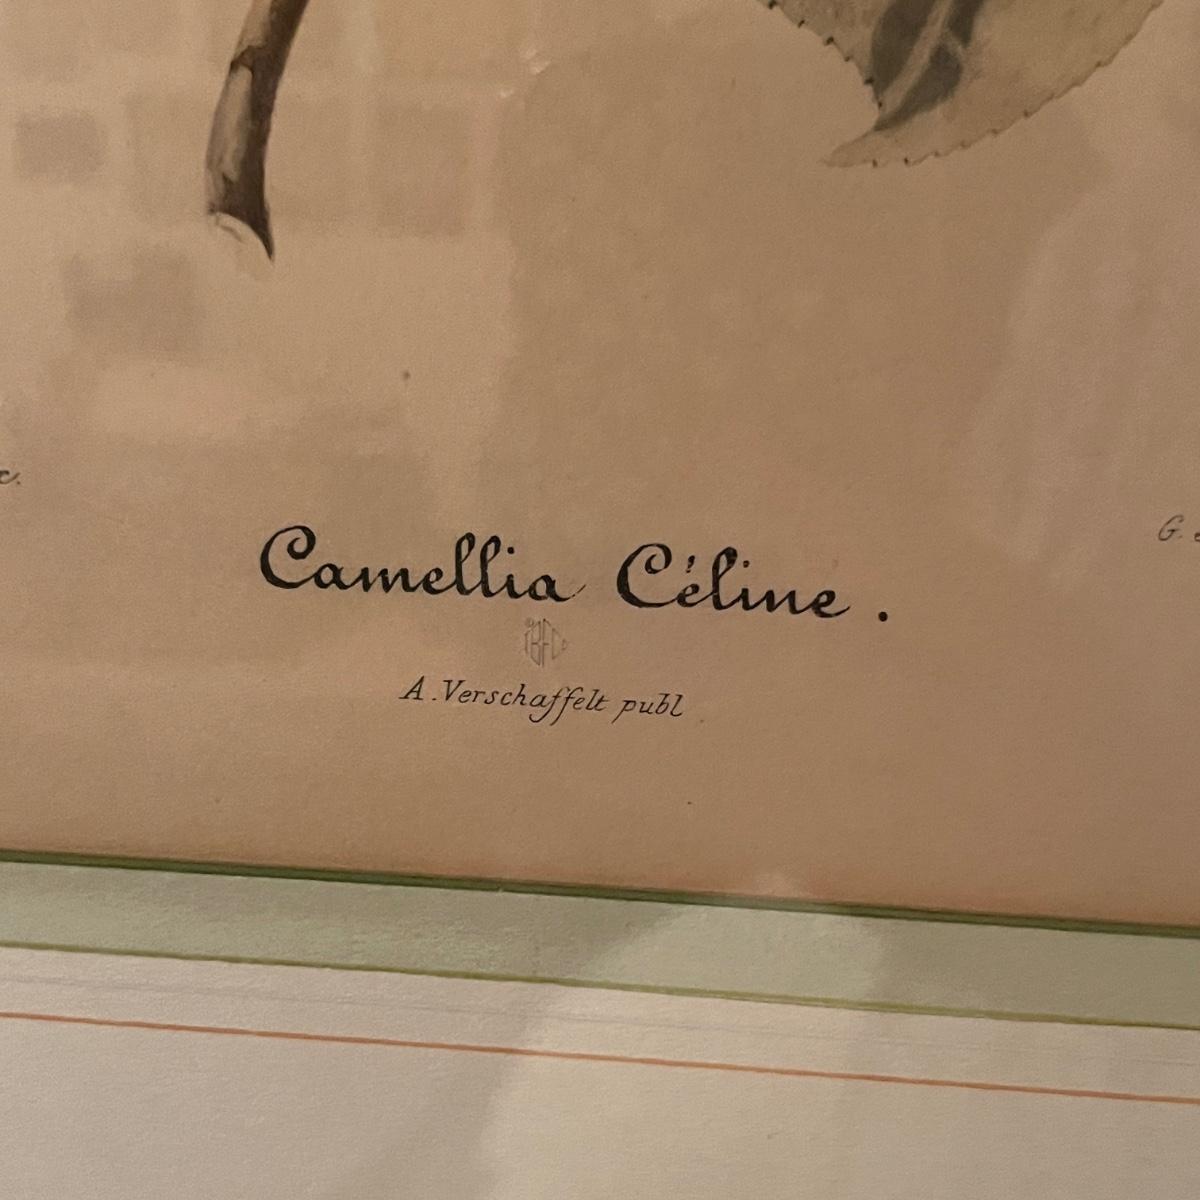 Camellia Céline .
A. Verschaffelt publ